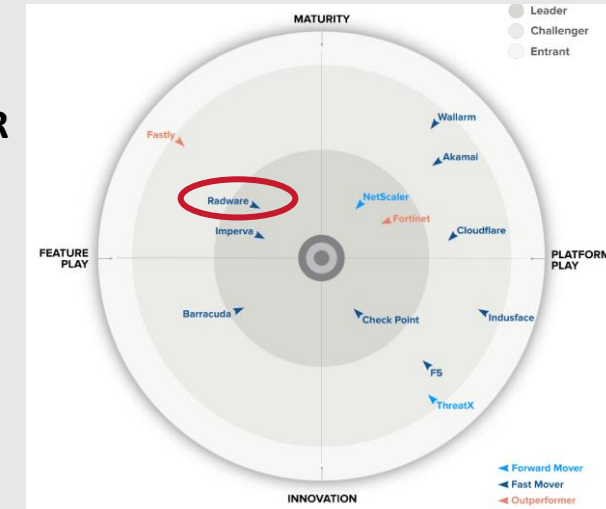 MATURITY
Leader
Challenger
Entrant
R
Wallarm
Fastly
Akamai
Radware
NetScaler
Fortinet
Imperva
Cloudflare
FEATURE
PLAY
PLATFORM
PLAY
Barracuda
Check Point
Indusface
F5
ThreatX
Forward Mover
Fast Mover
Outperformer
INNOVATION